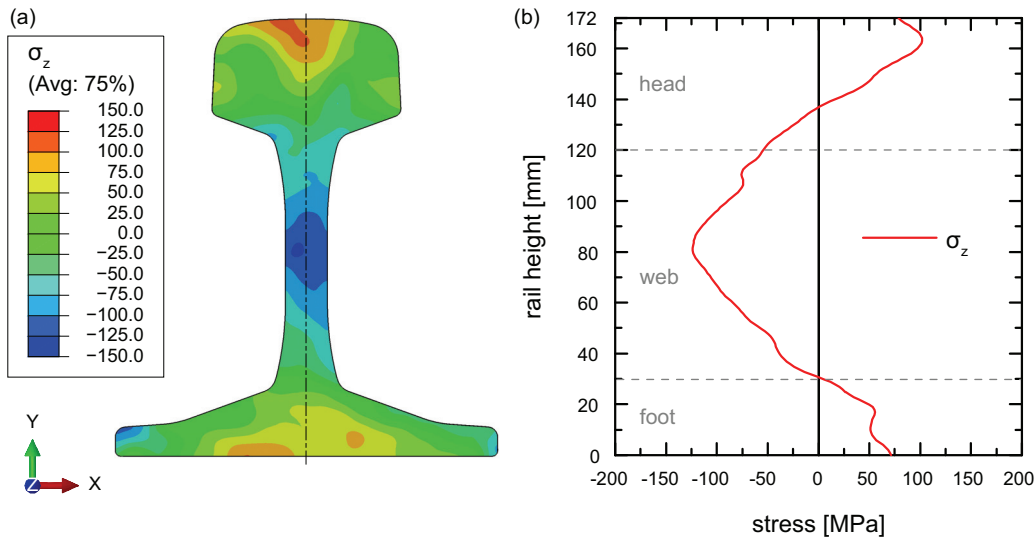 (a)
σz
(Avg: 75%)
150.0
125.0
100.0
75.0
50.0
25.0
0.0
−25.0
−50.0
−75.0
−100.0
−125.0
−150.0
Y
Z
X
(b)
172
160
140
120
100
80
60
40
20
0
rail height [mm]
head
web
foot
σz
-200
-150
-100
-50
0
50
100
150
200
stress [MPa]